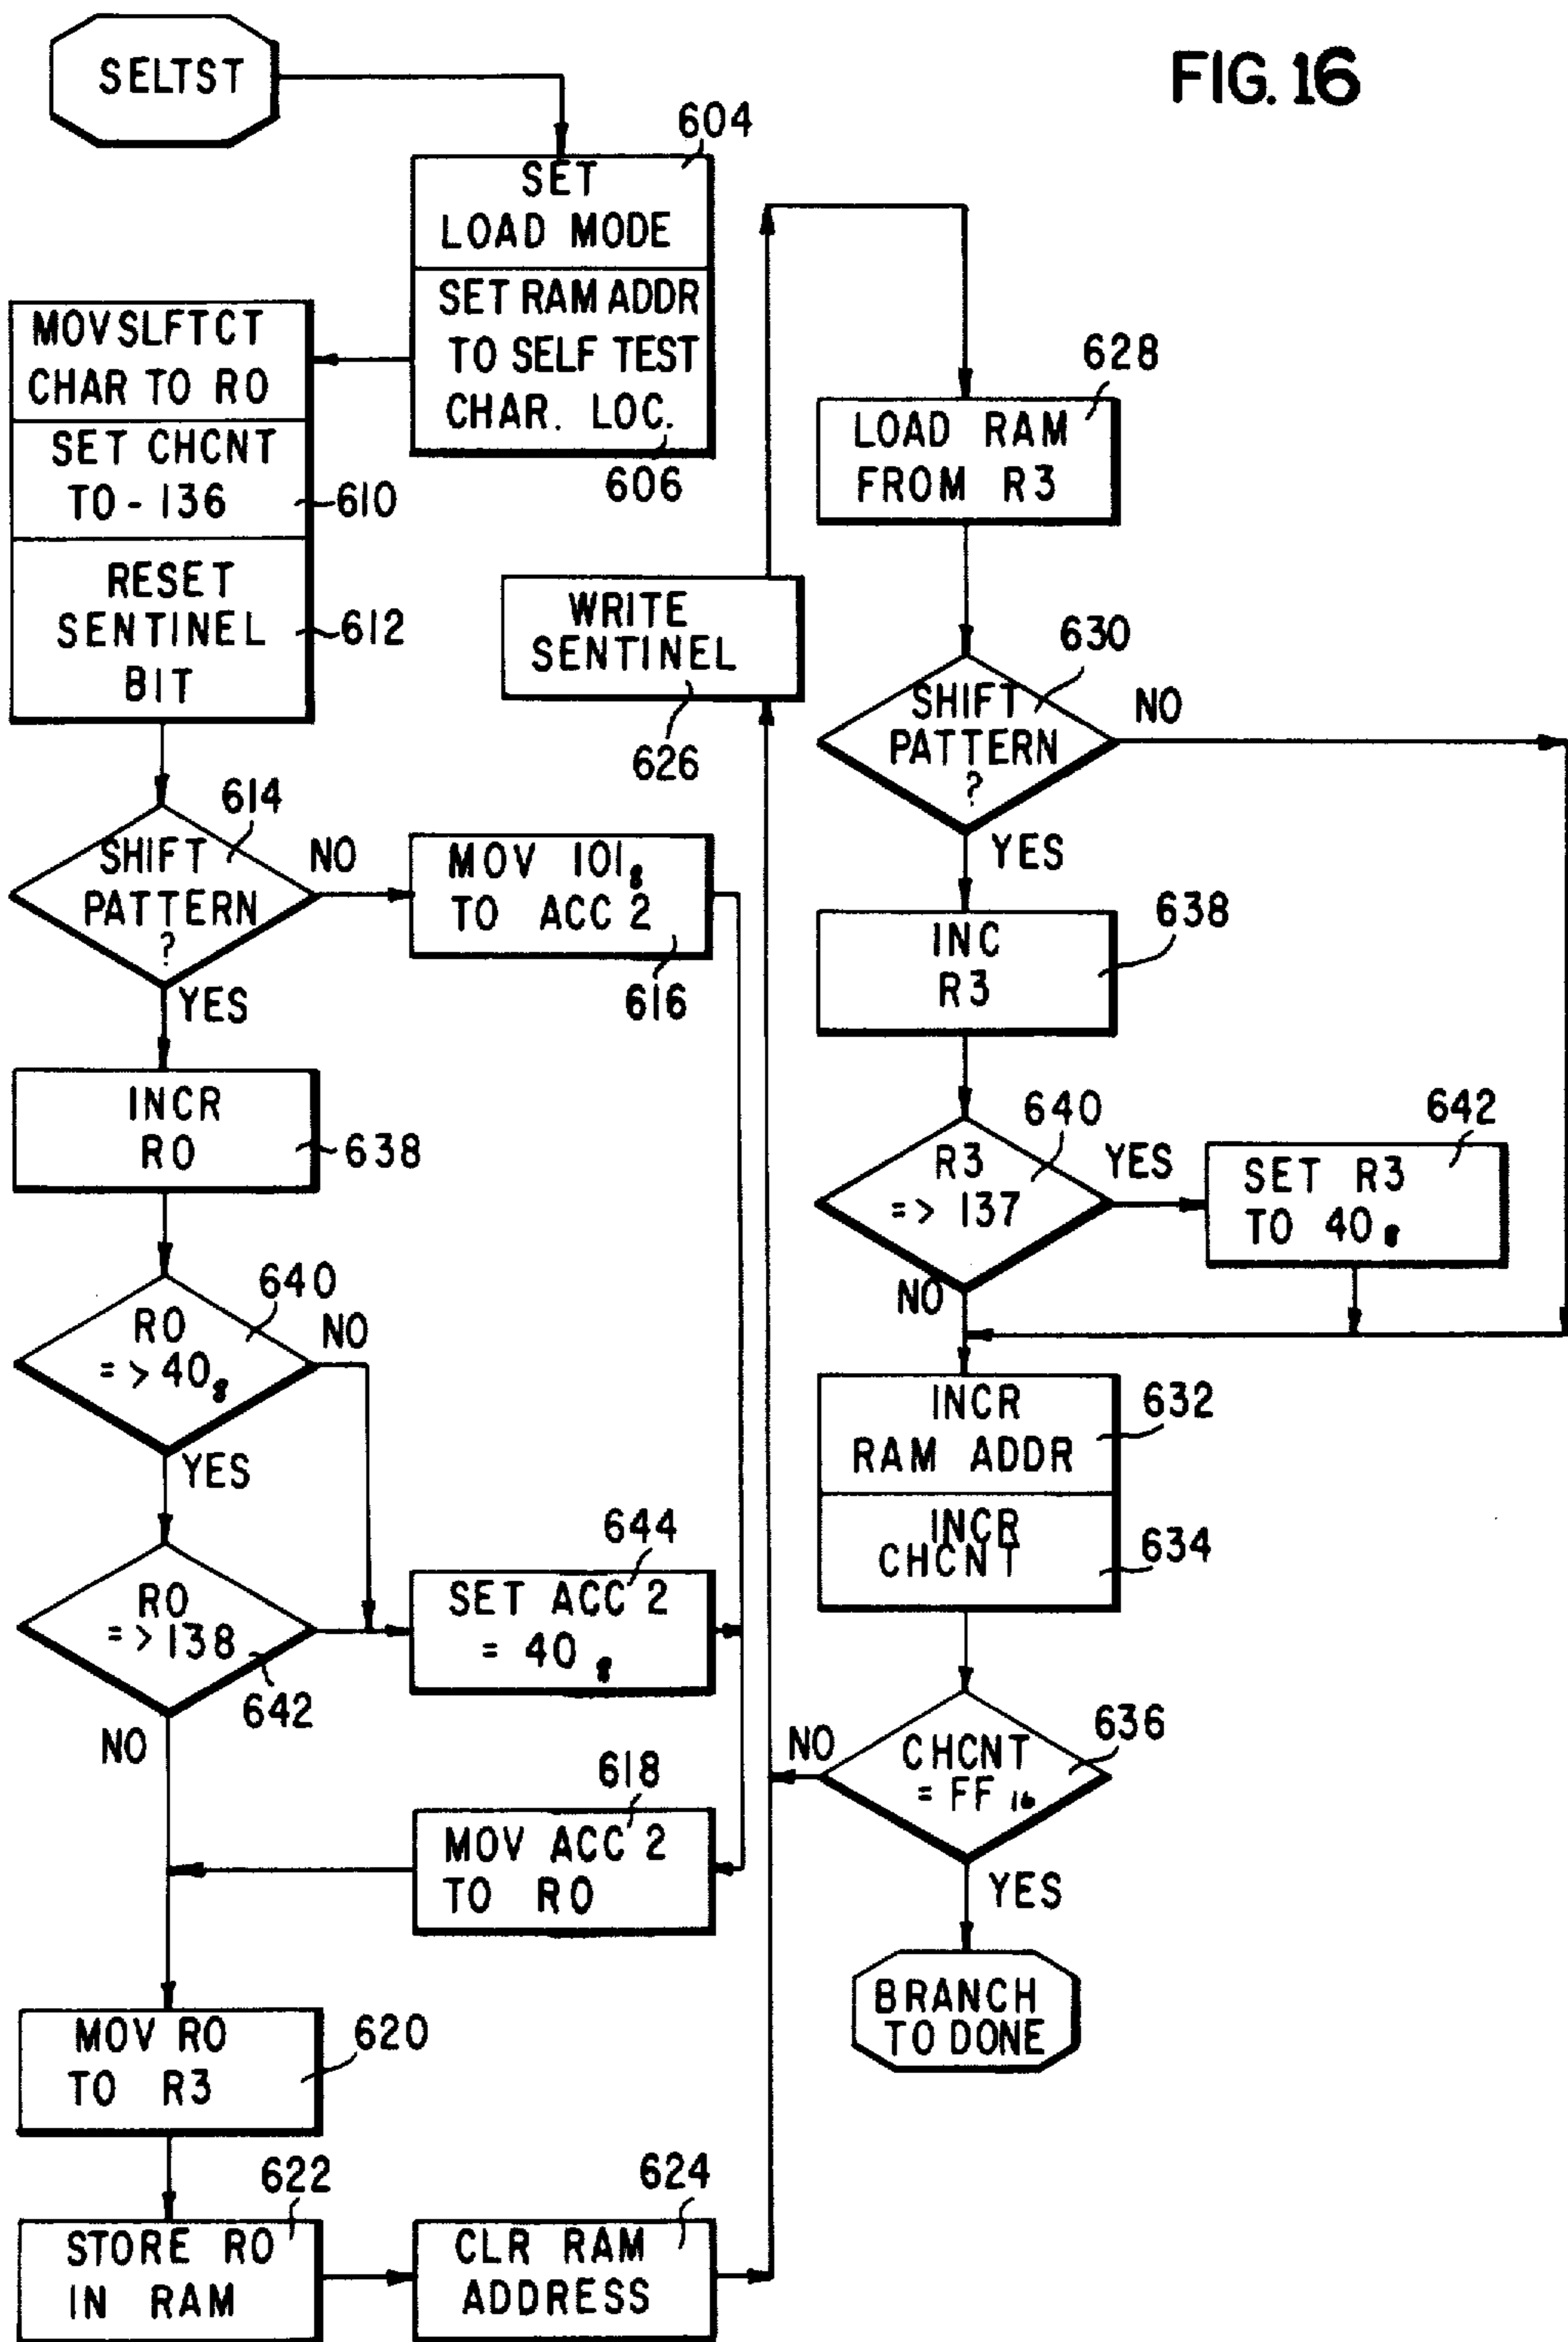 FIG. 16
SELTST
604
SET
LOAD MODE
SET RAM ADDR
TO SELF TEST
CHAR. LOC.
606
MOVSLFTCT
CHAR TO R0
SET CHCNT
TO - 136
610
RESET
SENTINEL
BIT
612
614
SHIFT
PATTERN
?
NO
YES
MOV 101₈
TO ACC 2
616
INCR
R0
638
640
R0
=> 40₈
NO
YES
R0
=> 138
642
NO
644
SET ACC 2
= 40₈
618
MOV ACC 2
TO R0
MOV R0
TO R3
620
622
STORE R0
IN RAM
624
CLR RAM
ADDRESS
WRITE
SENTINEL
626
628
LOAD RAM
FROM R3
630
SHIFT
PATTERN
?
NO
YES
638
INC
R3
640
R3
=> 137
YES
NO
642
SET R3
TO 40₈
INCR
RAM ADDR
632
INCR
CHCNT
634
636
CHCNT
= FF₁₆
NO
YES
BRANCH
TO DONE